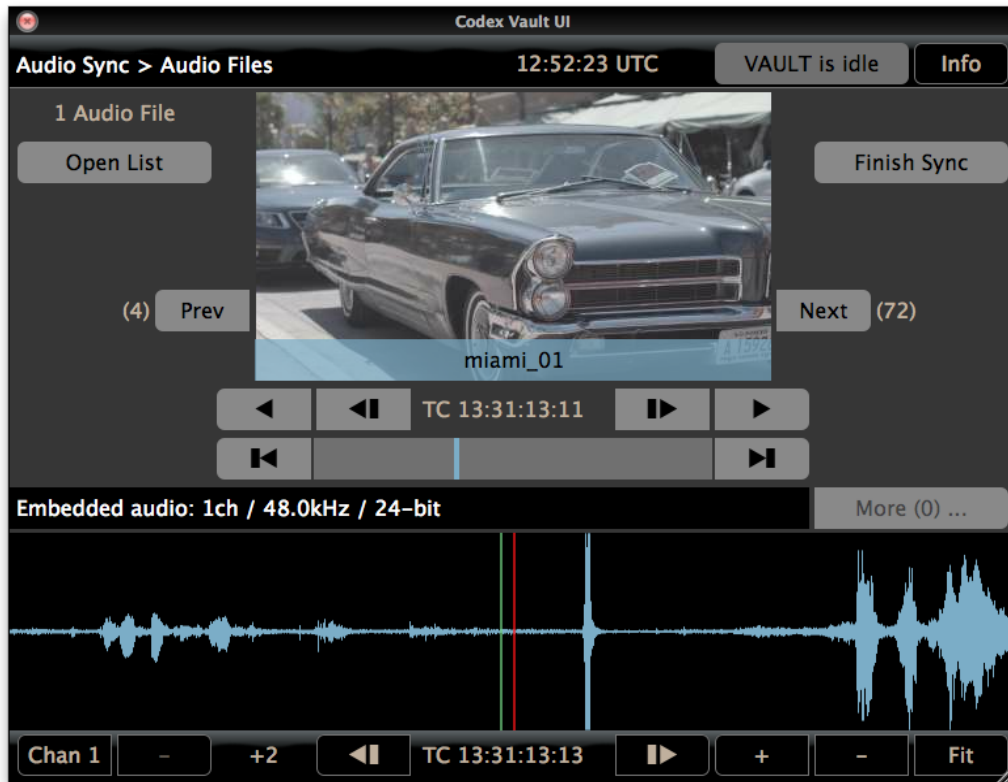 Codex Vault UI
Audio Sync > Audio Files 12:52:23 UTC VAULT is idle Info
1 Audio File
Open List Finish Sync
(4) Prev Next (72)
miami_01
TC 13:31:13:11
Embedded audio: 1ch / 48.0kHz / 24-bit More (0) ...
Chan 1 - +2 TC 13:31:13:13 + - Fit